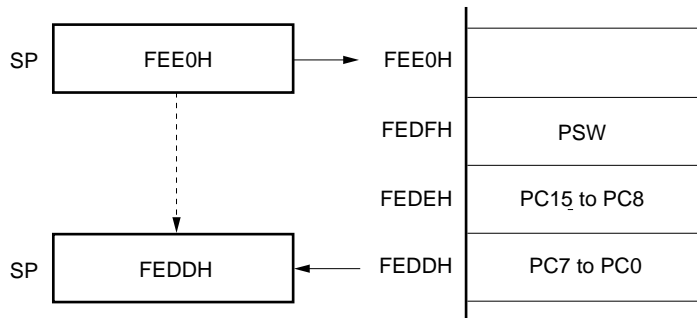 SP FEE0H FEE0H
FEDFH PSW
FEDEH PC15 to PC8
SP FEDDH FEDDH PC7 to PC0